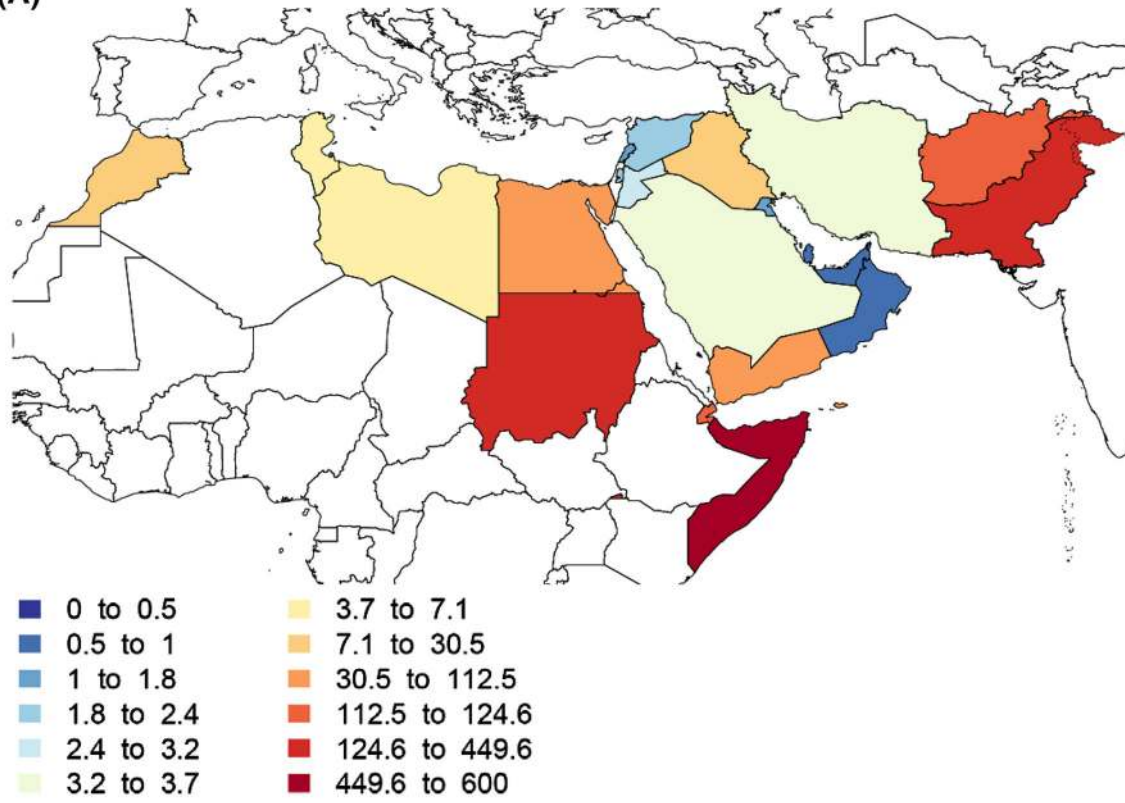 (A)
0 to 0.5
0.5 to 1
1 to 1.8
1.8 to 2.4
2.4 to 3.2
3.2 to 3.7
3.7 to 7.1
7.1 to 30.5
30.5 to 112.5
112.5 to 124.6
124.6 to 449.6
449.6 to 600